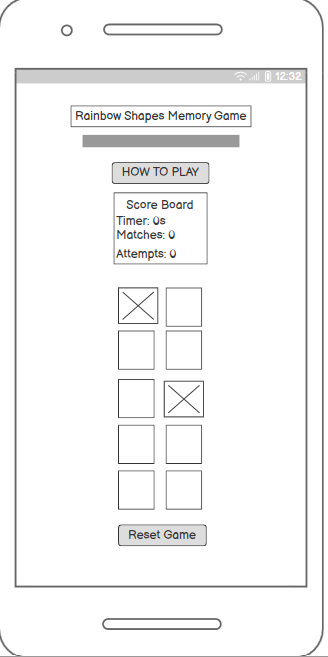 12:32
Rainbow Shapes Memory Game
HOW TO PLAY
Score Board
Timer: 0s
Matches: 0
Attempts: 0
Reset Game